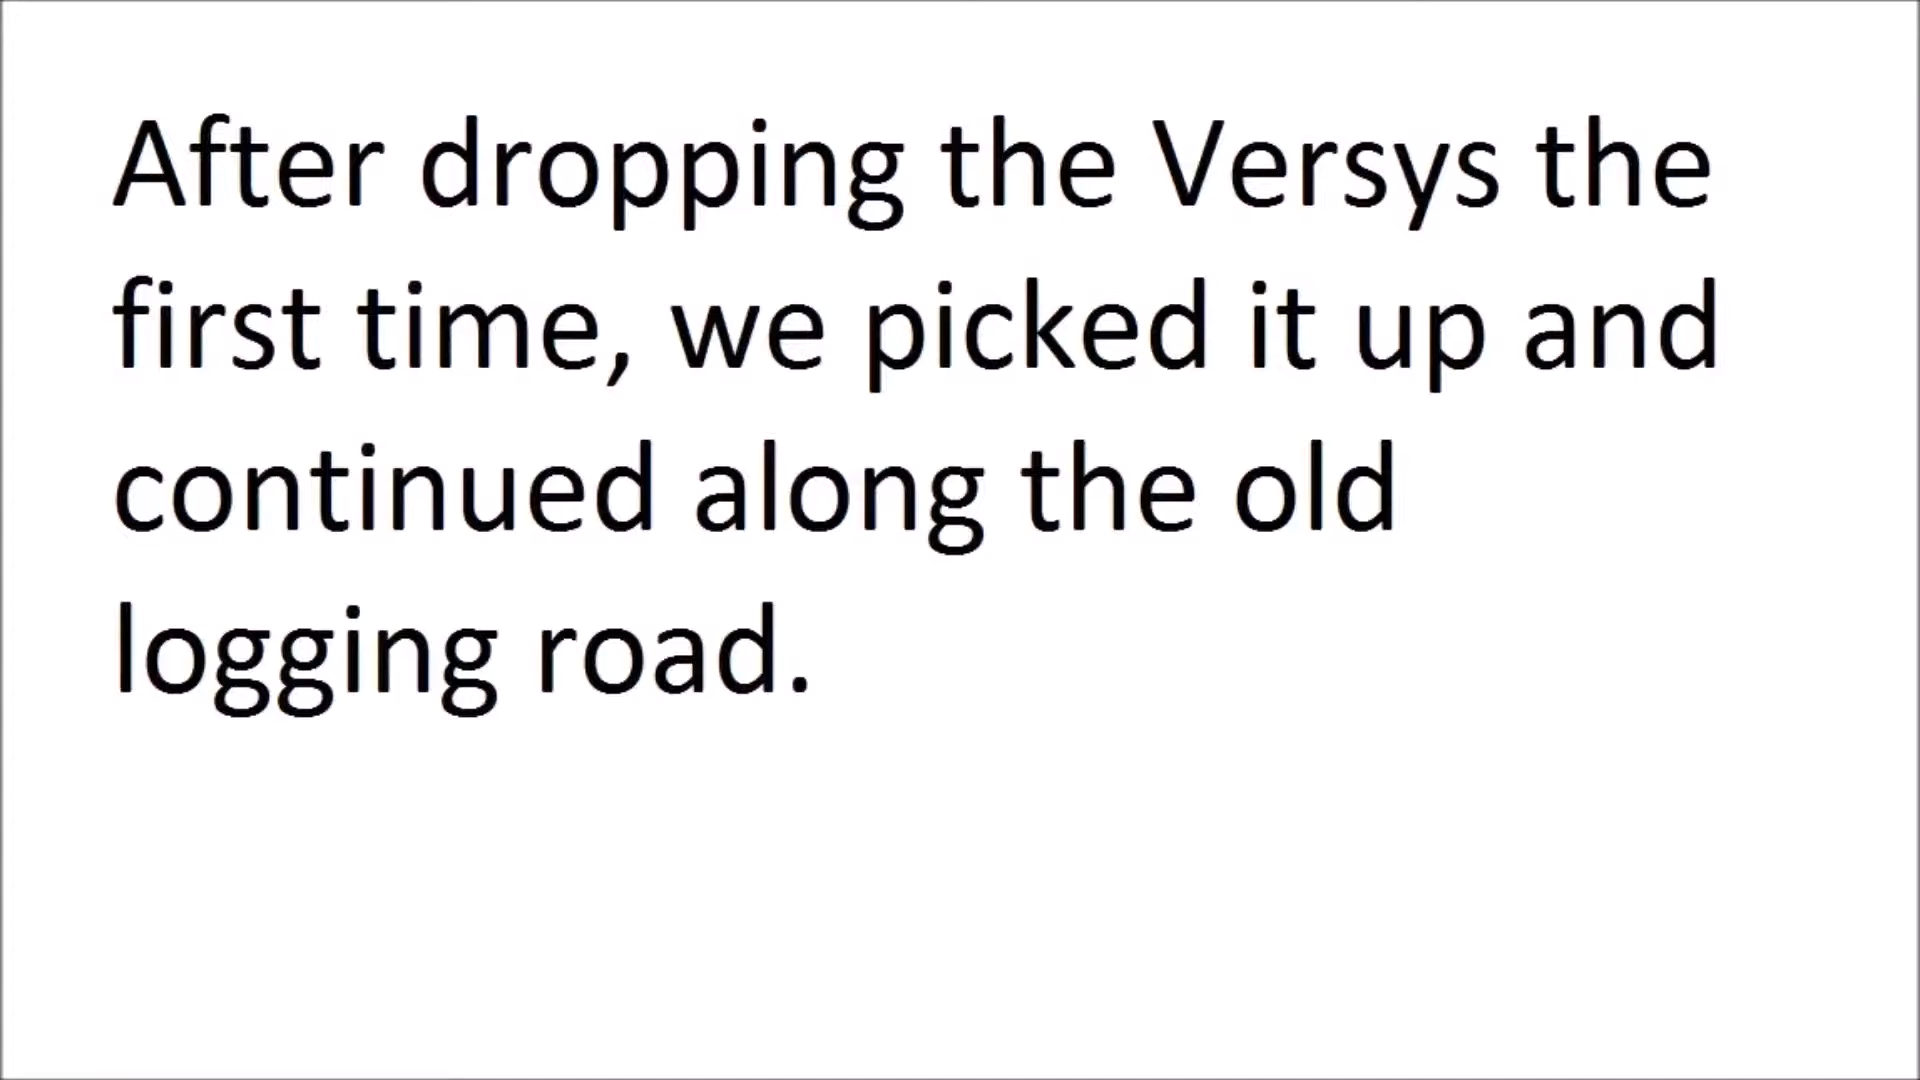 After dropping the Versys the
first time, we picked it up and
continued along the old
logging road.